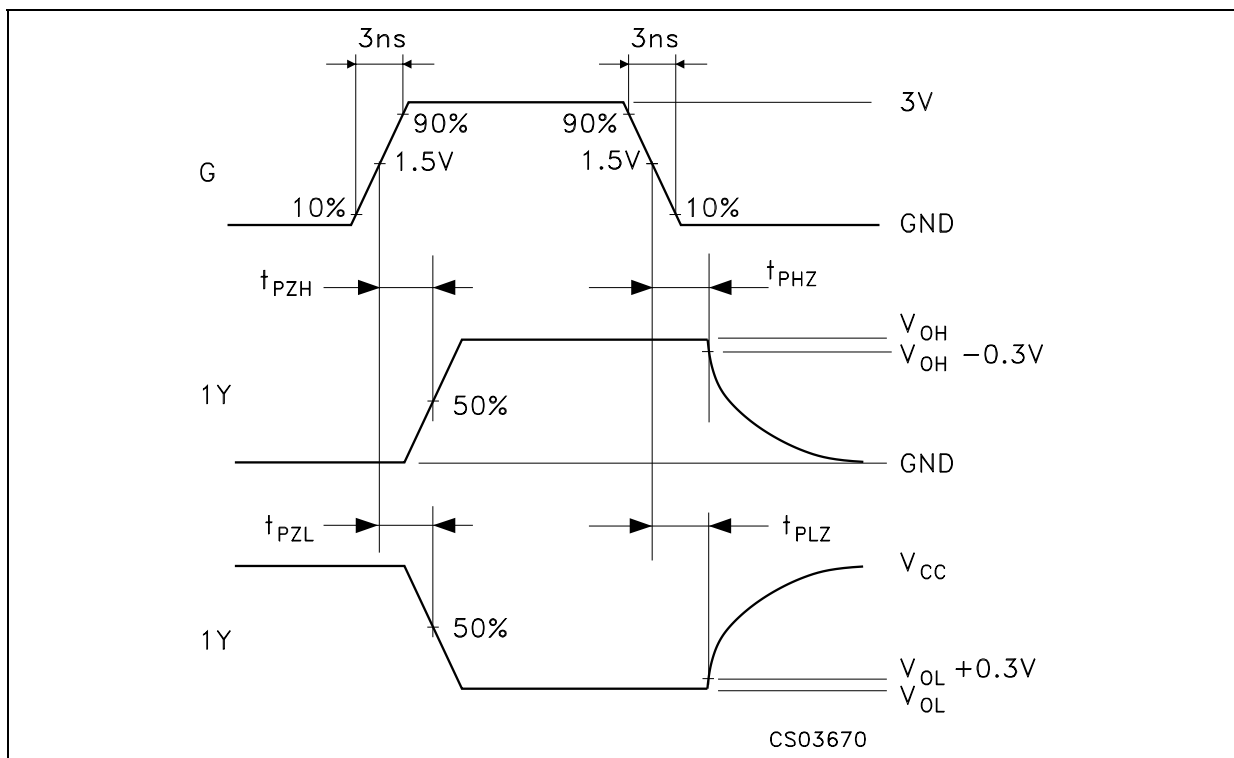 3ns 3ns
3V
90% 90%
1.5V 1.5V
G
10% 10%
GND
tPZH tPHZ
VOH
VOH −0.3V
1Y
50%
GND
tPZL tPLZ
VCC
50%
1Y
VOL +0.3V
VOL
CS03670